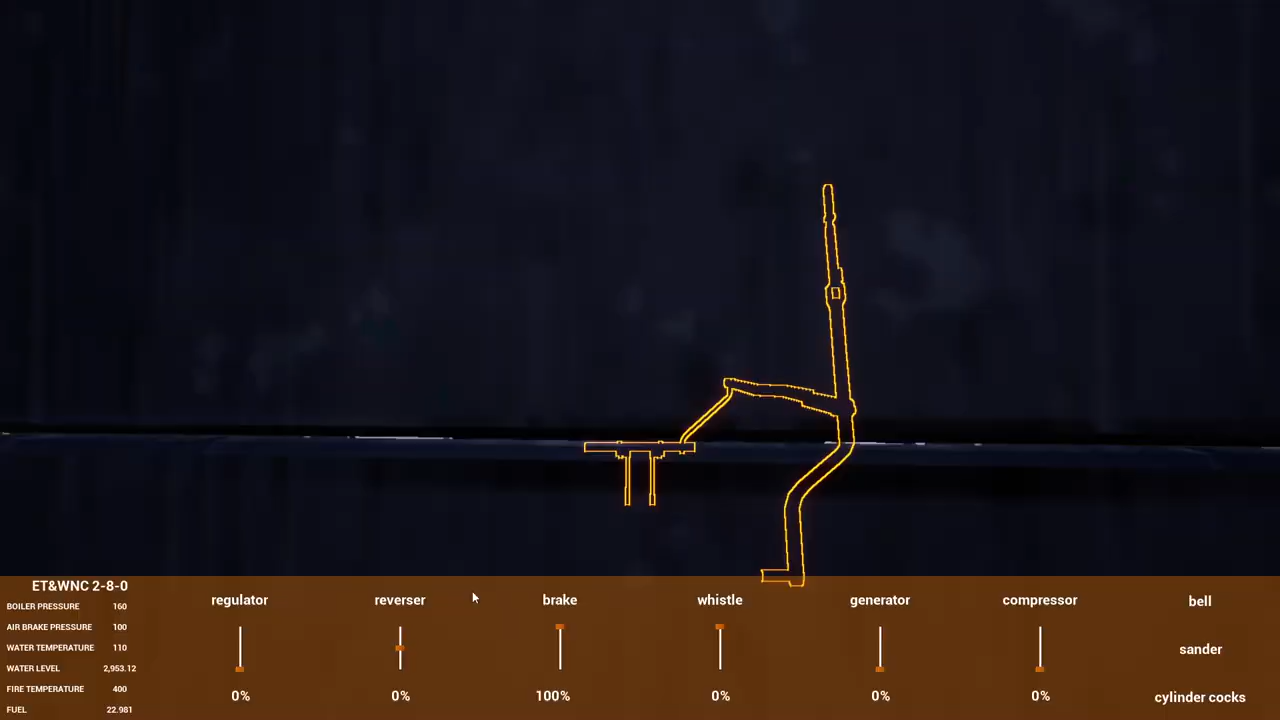 ET&WNC 2-8-0
BOILER PRESSURE 160
AIR BRAKE PRESSURE 100
WATER TEMPERATURE 110
WATER LEVEL 2,953.12
FIRE TEMPERATURE 400
FUEL 22.981
regulator reverser brake whistle generator compressor bell
sander
0% 0% 100% 0% 0% 0% cylinder cocks